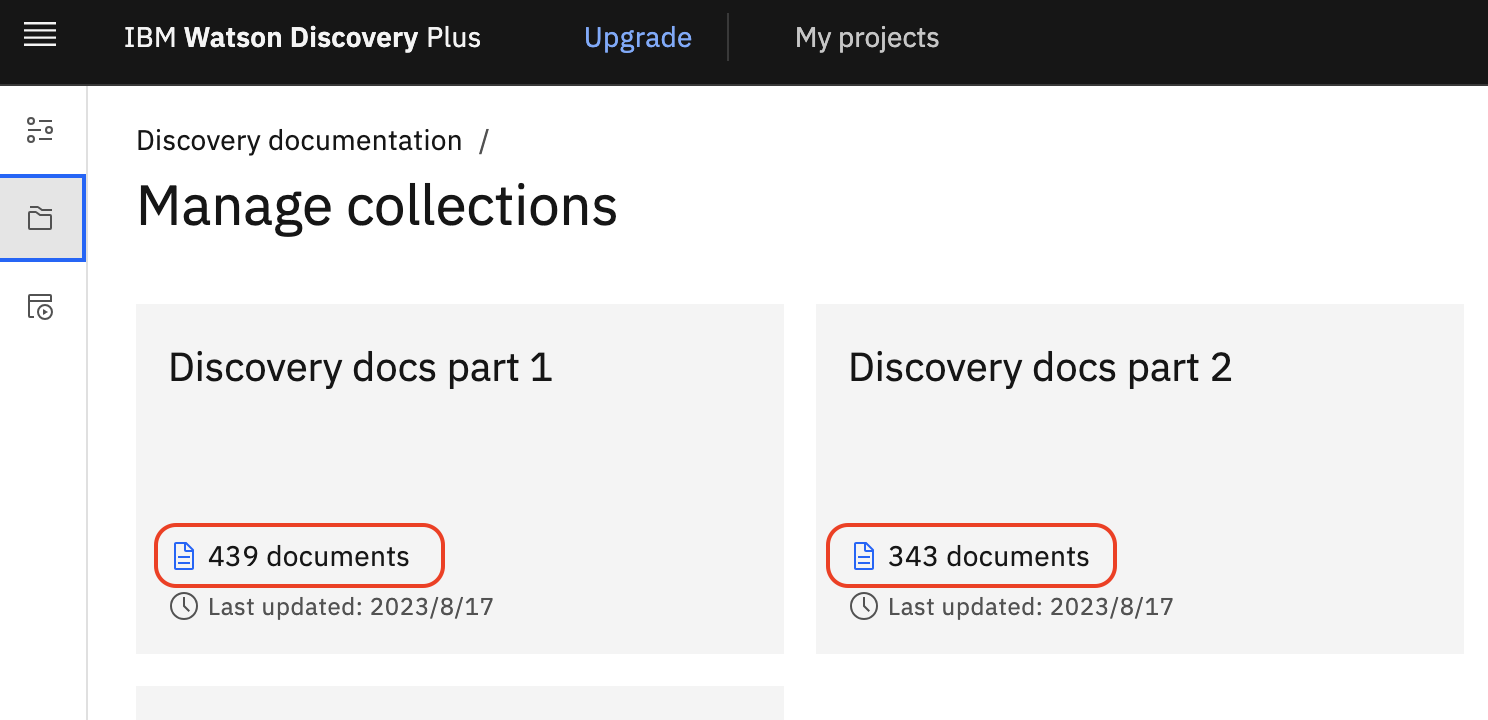 IBM Watson Discovery Plus
Upgrade
My projects
Discovery documentation /
Manage collections
Discovery docs part 1
439 documents
Last updated: 2023/8/17
Discovery docs part 2
343 documents
Last updated: 2023/8/17